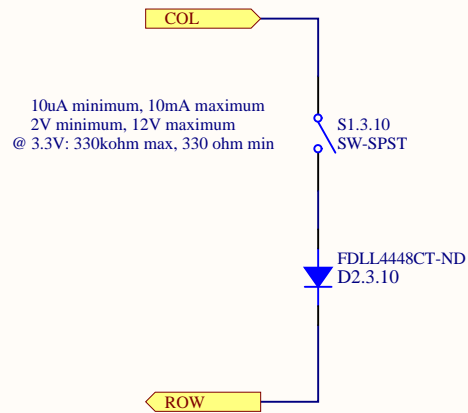 COL
10uA minimum, 10mA maximum
2V minimum, 12V maximum
@ 3.3V: 330kohm max, 330 ohm min
S1.3.10
SW-SPST
FDLL4448CT-ND
D2.3.10
ROW